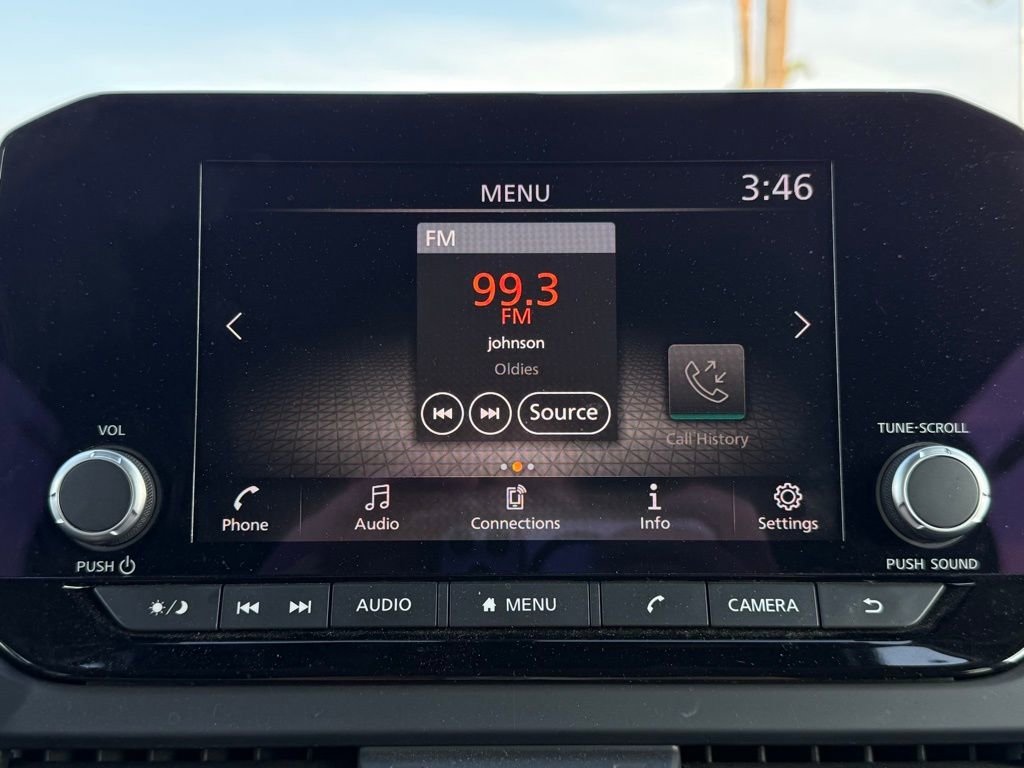 MENU
3:46
FM
99.3
FM
johnson
Oldies
Source
Call History
VOL
TUNE·SCROLL
Phone
Audio
Connections
Info
Settings
PUSH
PUSH SOUND
AUDIO
MENU
CAMERA